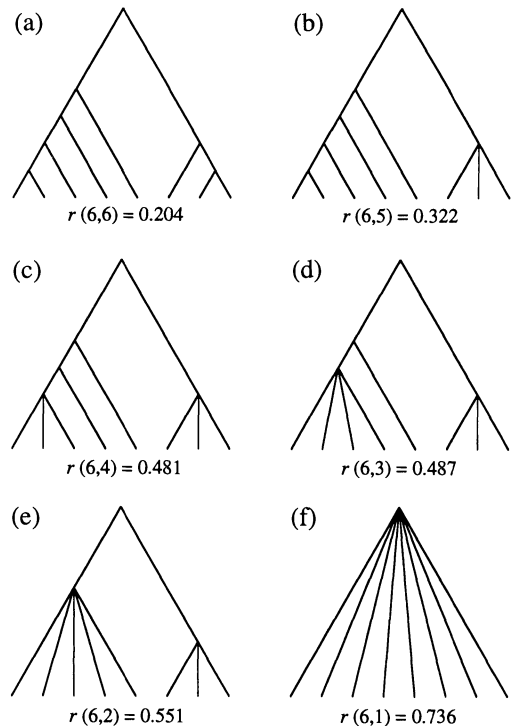 (a)
(b)
r (6,6) = 0.204
r (6,5) = 0.322
(c)
(d)
r (6,4) = 0.481
r (6,3) = 0.487
(e)
(f)
r (6,2) = 0.551
r (6,1) = 0.736